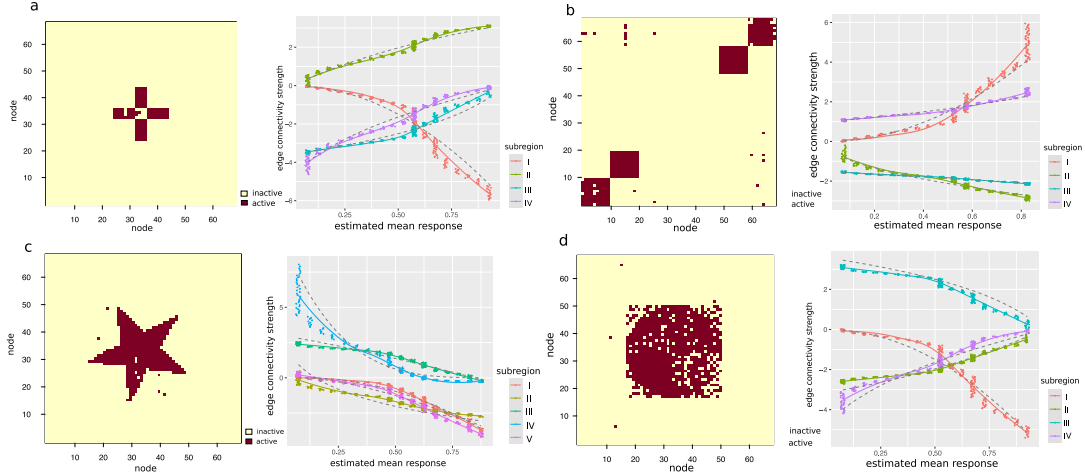 a
60
50
40
30
20
10
node
10 20 30 40 50 60
node
inactive
active
2
0
-2
-4
-6
edge connectivity strength
0.25 0.50 0.75
estimated mean response
subregion
I
II
III
IV
b
60
50
40
30
20
10
node
10 20 30 40 50 60
node
inactive
active
6
4
2
0
-2
edge connectivity strength
0.2 0.4 0.6 0.8
estimated mean response
subregion
I
II
III
IV
c
60
50
40
30
20
10
node
10 20 30 40 50 60
node
inactive
active
5
0
edge connectivity strength
0.25 0.50 0.75
estimated mean response
subregion
I
II
III
IV
V
d
60
50
40
30
20
10
node
10 20 30 40 50 60
node
inactive
active
2
0
-2
-4
edge connectivity strength
0.25 0.50 0.75
estimated mean response
subregion
I
II
III
IV